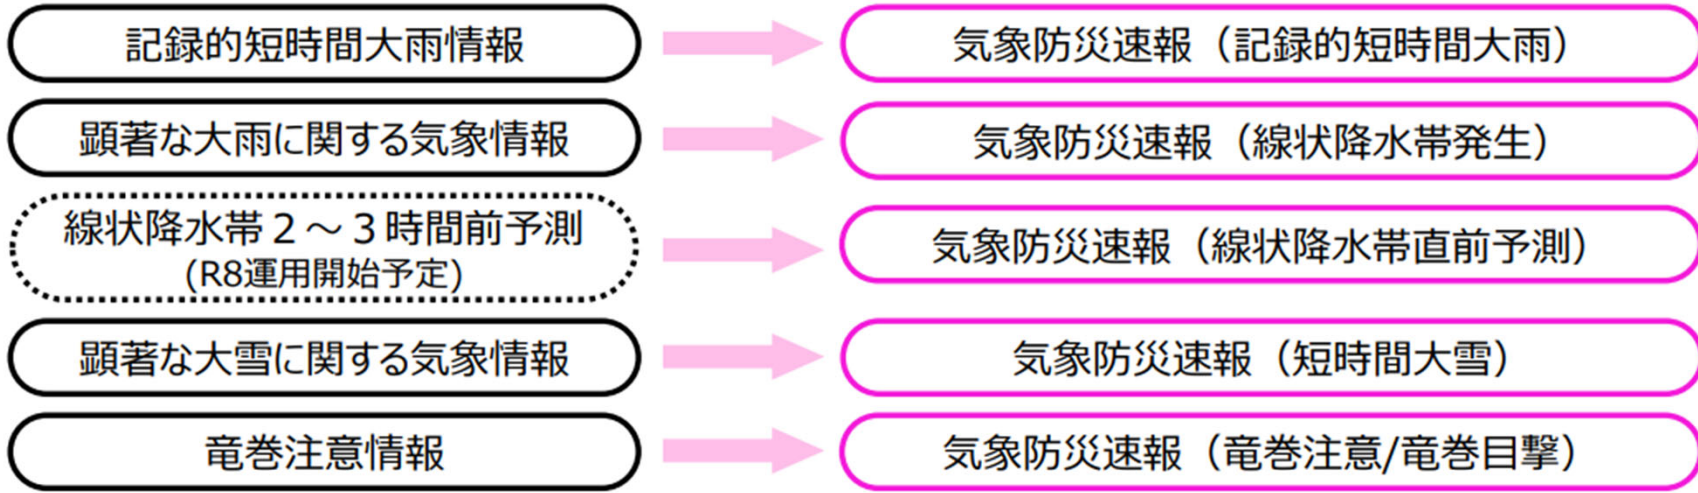 記録的短時間大雨情報
気象防災速報（記録的短時間大雨）
顕著な大雨に関する気象情報
気象防災速報（線状降水帯発生）
線状降水帯２～３時間前予測
(R8運用開始予定)
気象防災速報（線状降水帯直前予測）
顕著な大雪に関する気象情報
気象防災速報（短時間大雪）
竜巻注意情報
気象防災速報（竜巻注意/竜巻目撃）